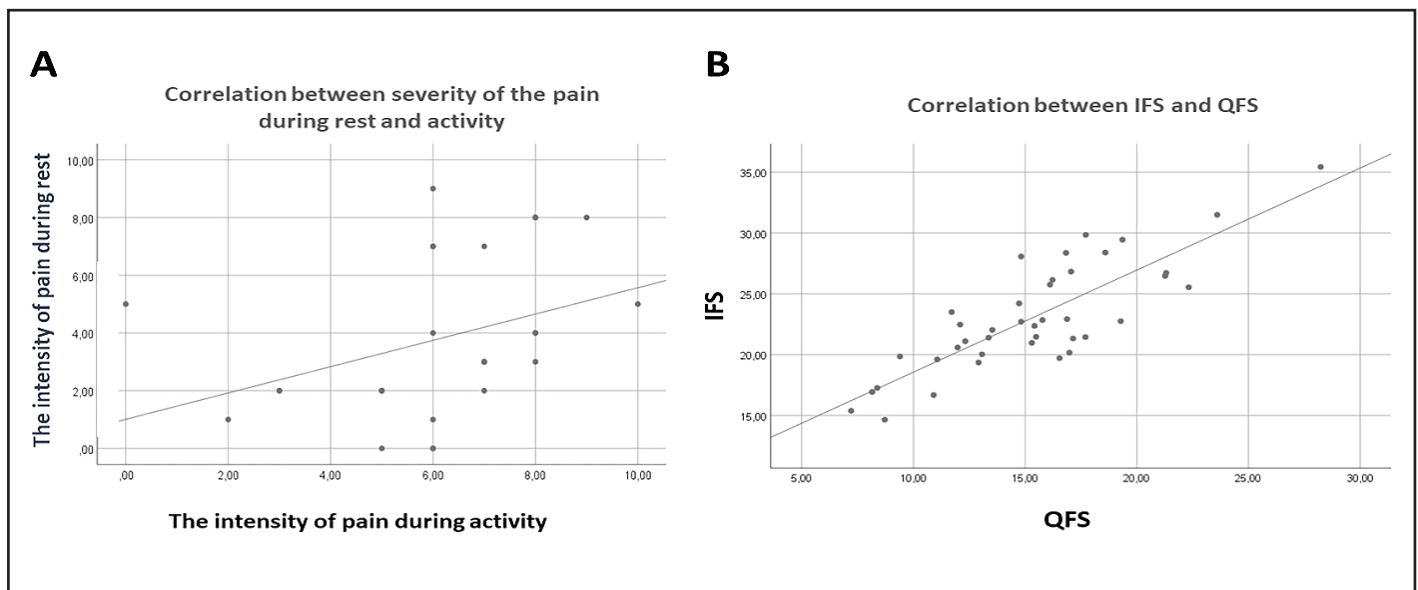 A
Correlation between severity of the pain
during rest and activity
The intensity of pain during rest
10,00
8,00
6,00
4,00
2,00
,00
,00 2,00 4,00 6,00 8,00 10,00
The intensity of pain during activity
B
Correlation between IFS and QFS
IFS
35,00
30,00
25,00
20,00
15,00
5,00 10,00 15,00 20,00 25,00 30,00
QFS